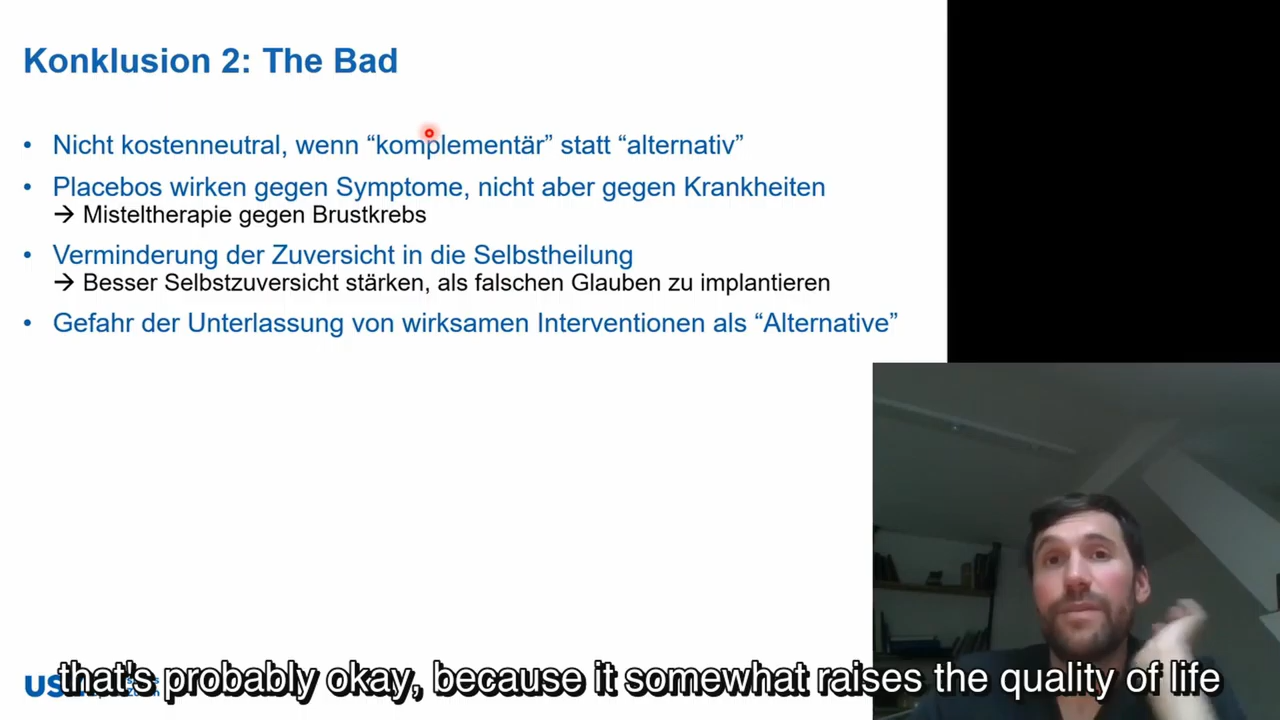 Konklusion 2: The Bad
• Nicht kostenneutral, wenn “komplementär” statt “alternativ”
• Placebos wirken gegen Symptome, nicht aber gegen Krankheiten
→ Misteltherapie gegen Brustkrebs
• Verminderung der Zuversicht in die Selbstheilung
→ Besser Selbstzuversicht stärken, als falschen Glauben zu implantieren
• Gefahr der Unterlassung von wirksamen Interventionen als “Alternative”
that's probably okay, because it somewhat raises the quality of life